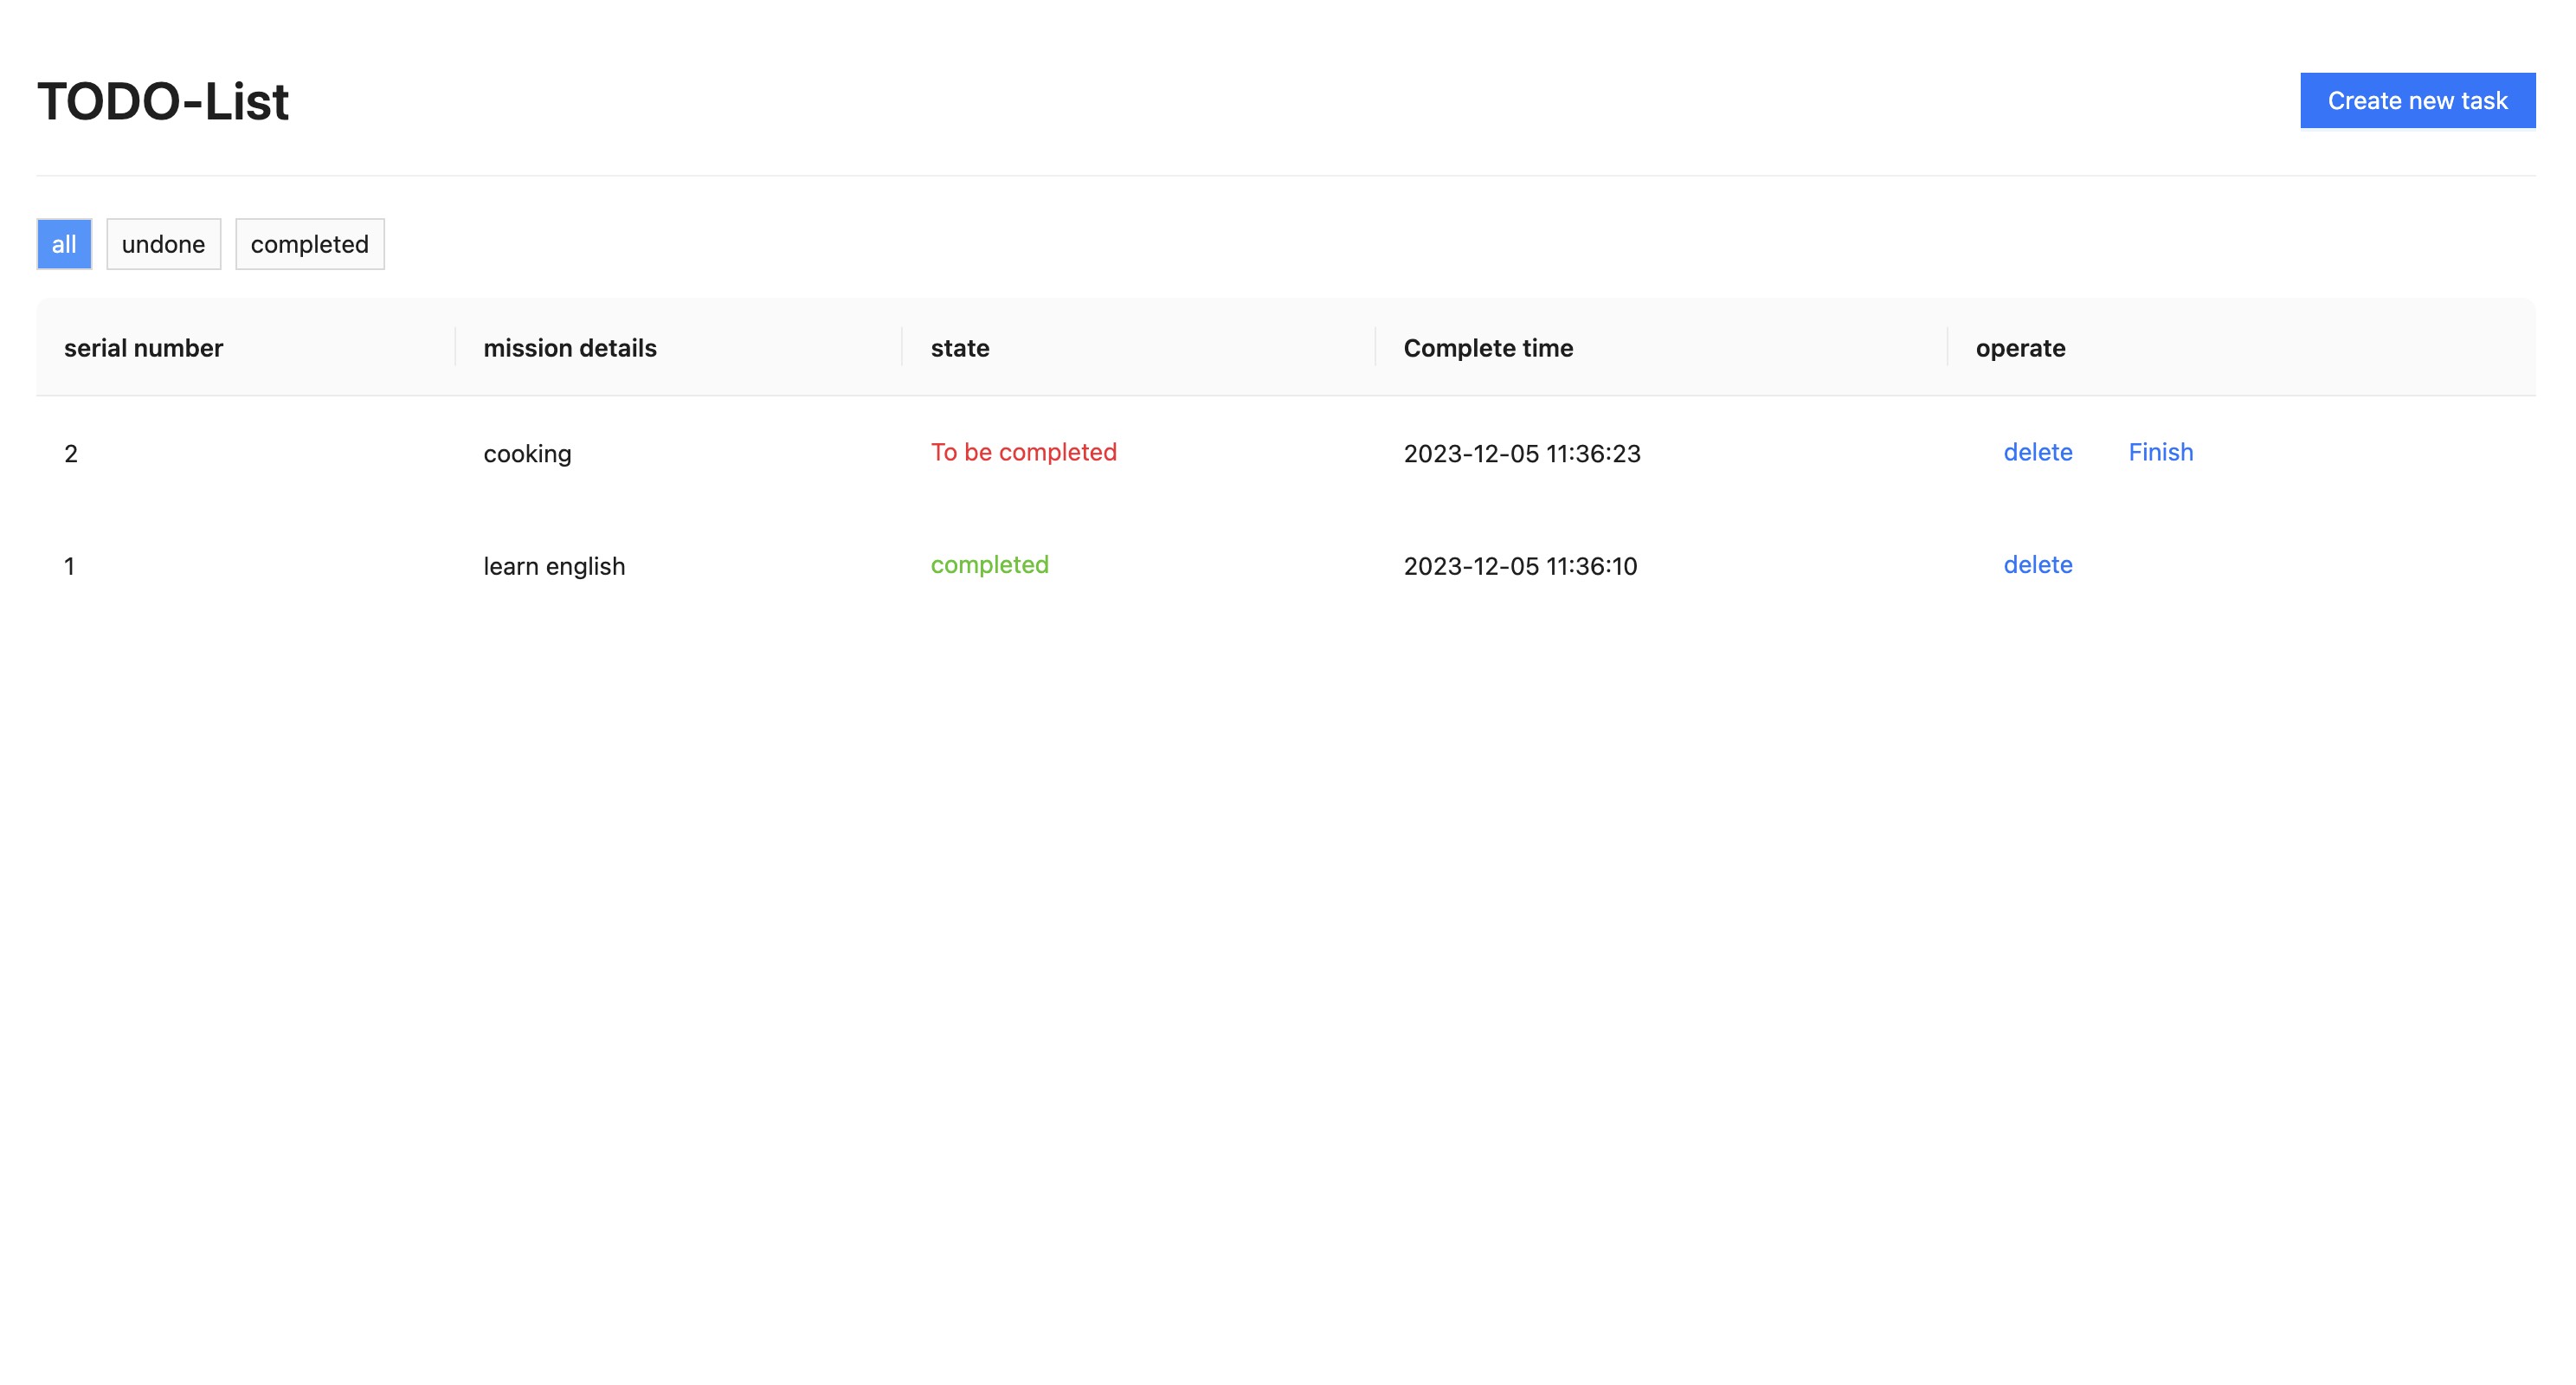 TODO-List Create new task
all undone completed
serial number mission details state Complete time operate
2 cooking To be completed 2023-12-05 11:36:23 delete Finish
1 learn english completed 2023-12-05 11:36:10 delete